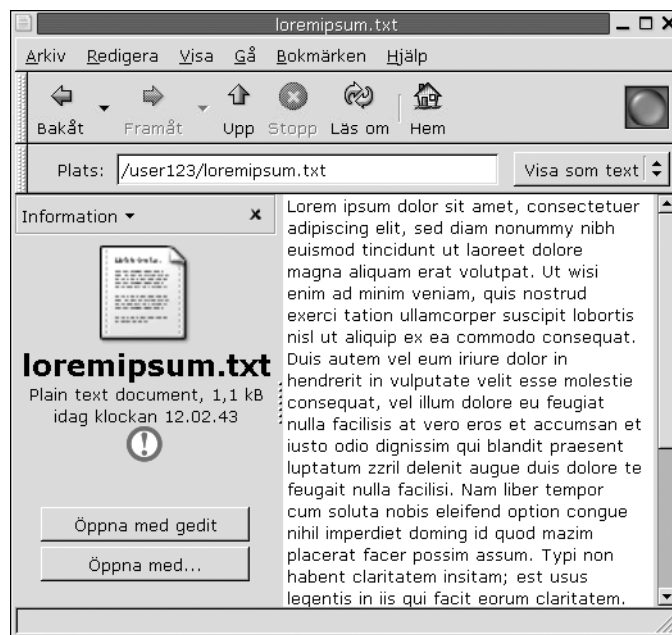 loremipsum.txt
Arkiv Redigera Visa Gå Bokmärken Hjälp
Bakåt Framåt Upp Stopp Läs om Hem
Plats: /user123/loremipsum.txt Visa som text
Information
loremipsum.txt
Plain text document, 1,1 kB
idag klockan 12.02.43
Öppna med gedit
Öppna med...
Lorem ipsum dolor sit amet, consectetuer
adipiscing elit, sed diam nonummy nibh
euismod tincidunt ut laoreet dolore
magna aliquam erat volutpat. Ut wisi
enim ad minim veniam, quis nostrud
exerci tation ullamcorper suscipit lobortis
nisl ut aliquip ex ea commodo consequat.
Duis autem vel eum iriure dolor in
hendrerit in vulputate velit esse molestie
consequat, vel illum dolore eu feugiat
nulla facilisis at vero eros et accumsan et
iusto odio dignissim qui blandit praesent
luptatum zzril delenit augue duis dolore te
feugait nulla facilisi. Nam liber tempor
cum soluta nobis eleifend option congue
nihil imperdiet doming id quod mazim
placerat facer possim assum. Typi non
habent claritatem insitam; est usus
legentis in iis qui facit eorum claritatem.